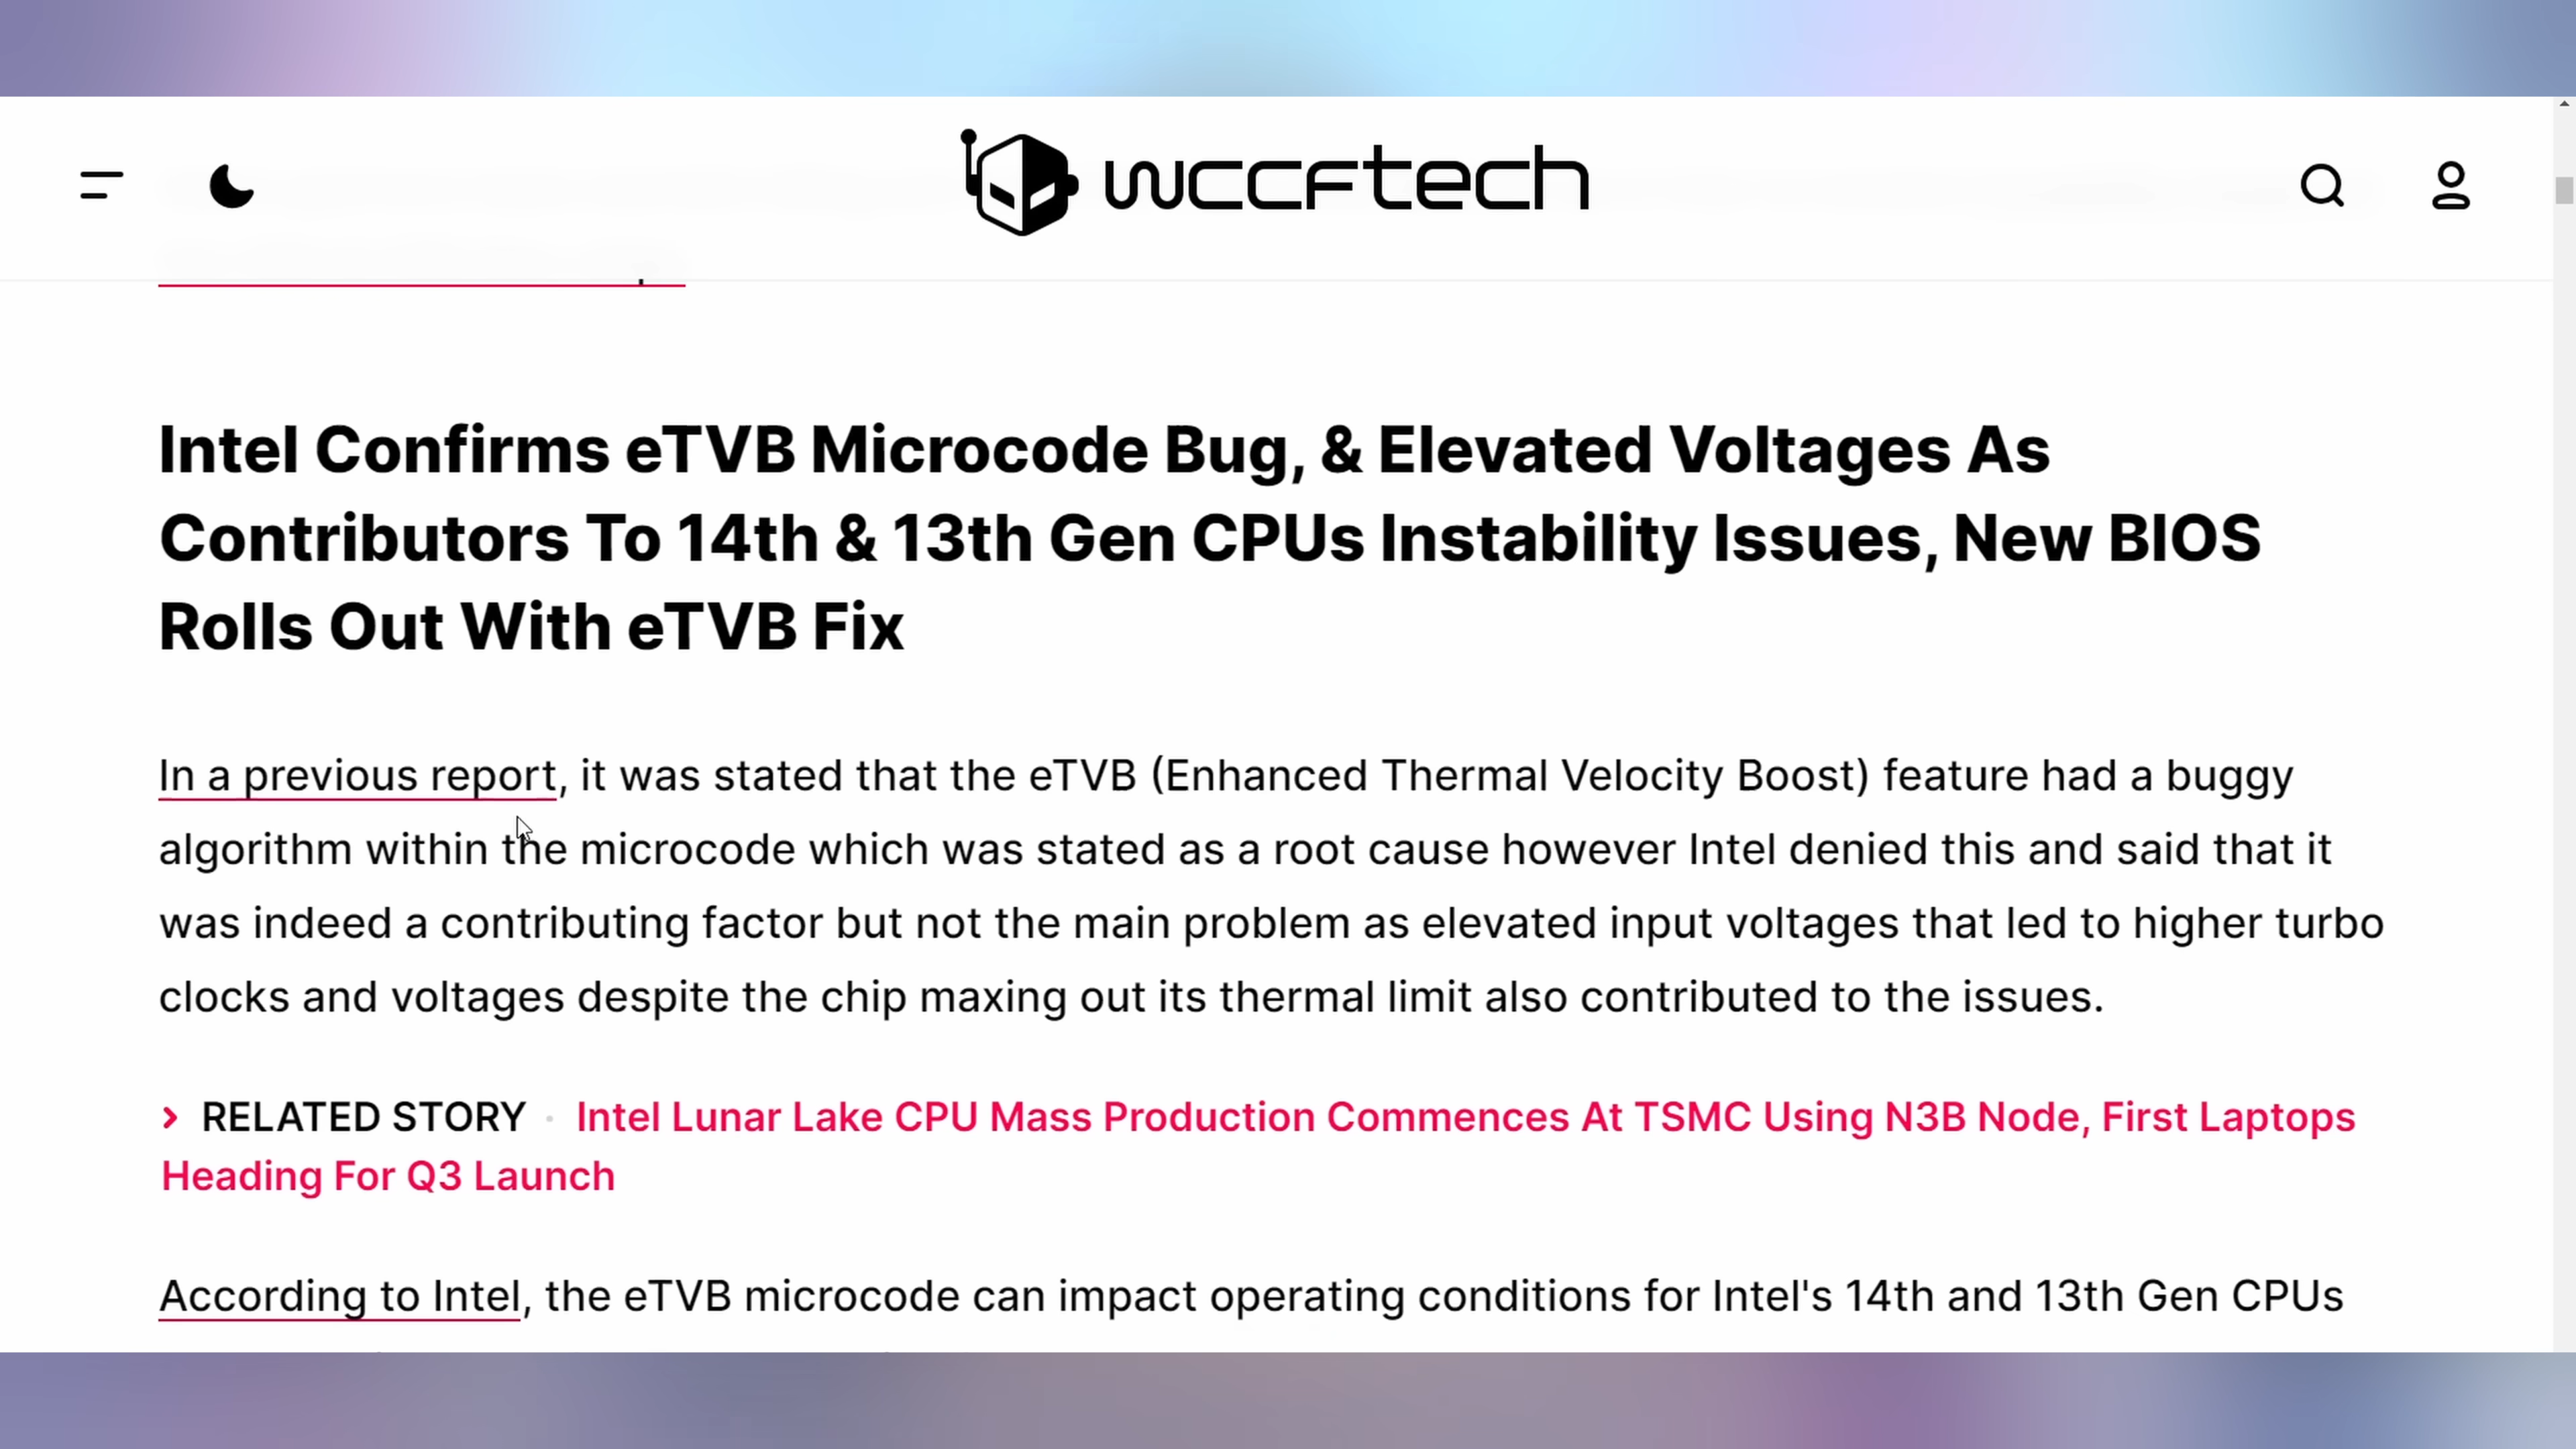 wccftech
Intel Confirms eTVB Microcode Bug, & Elevated Voltages As
Contributors To 14th & 13th Gen CPUs Instability Issues, New BIOS
Rolls Out With eTVB Fix
In a previous report, it was stated that the eTVB (Enhanced Thermal Velocity Boost) feature had a buggy
algorithm within the microcode which was stated as a root cause however Intel denied this and said that it
was indeed a contributing factor but not the main problem as elevated input voltages that led to higher turbo
clocks and voltages despite the chip maxing out its thermal limit also contributed to the issues.
RELATED STORY • Intel Lunar Lake CPU Mass Production Commences At TSMC Using N3B Node, First Laptops
Heading For Q3 Launch
According to Intel, the eTVB microcode can impact operating conditions for Intel's 14th and 13th Gen CPUs